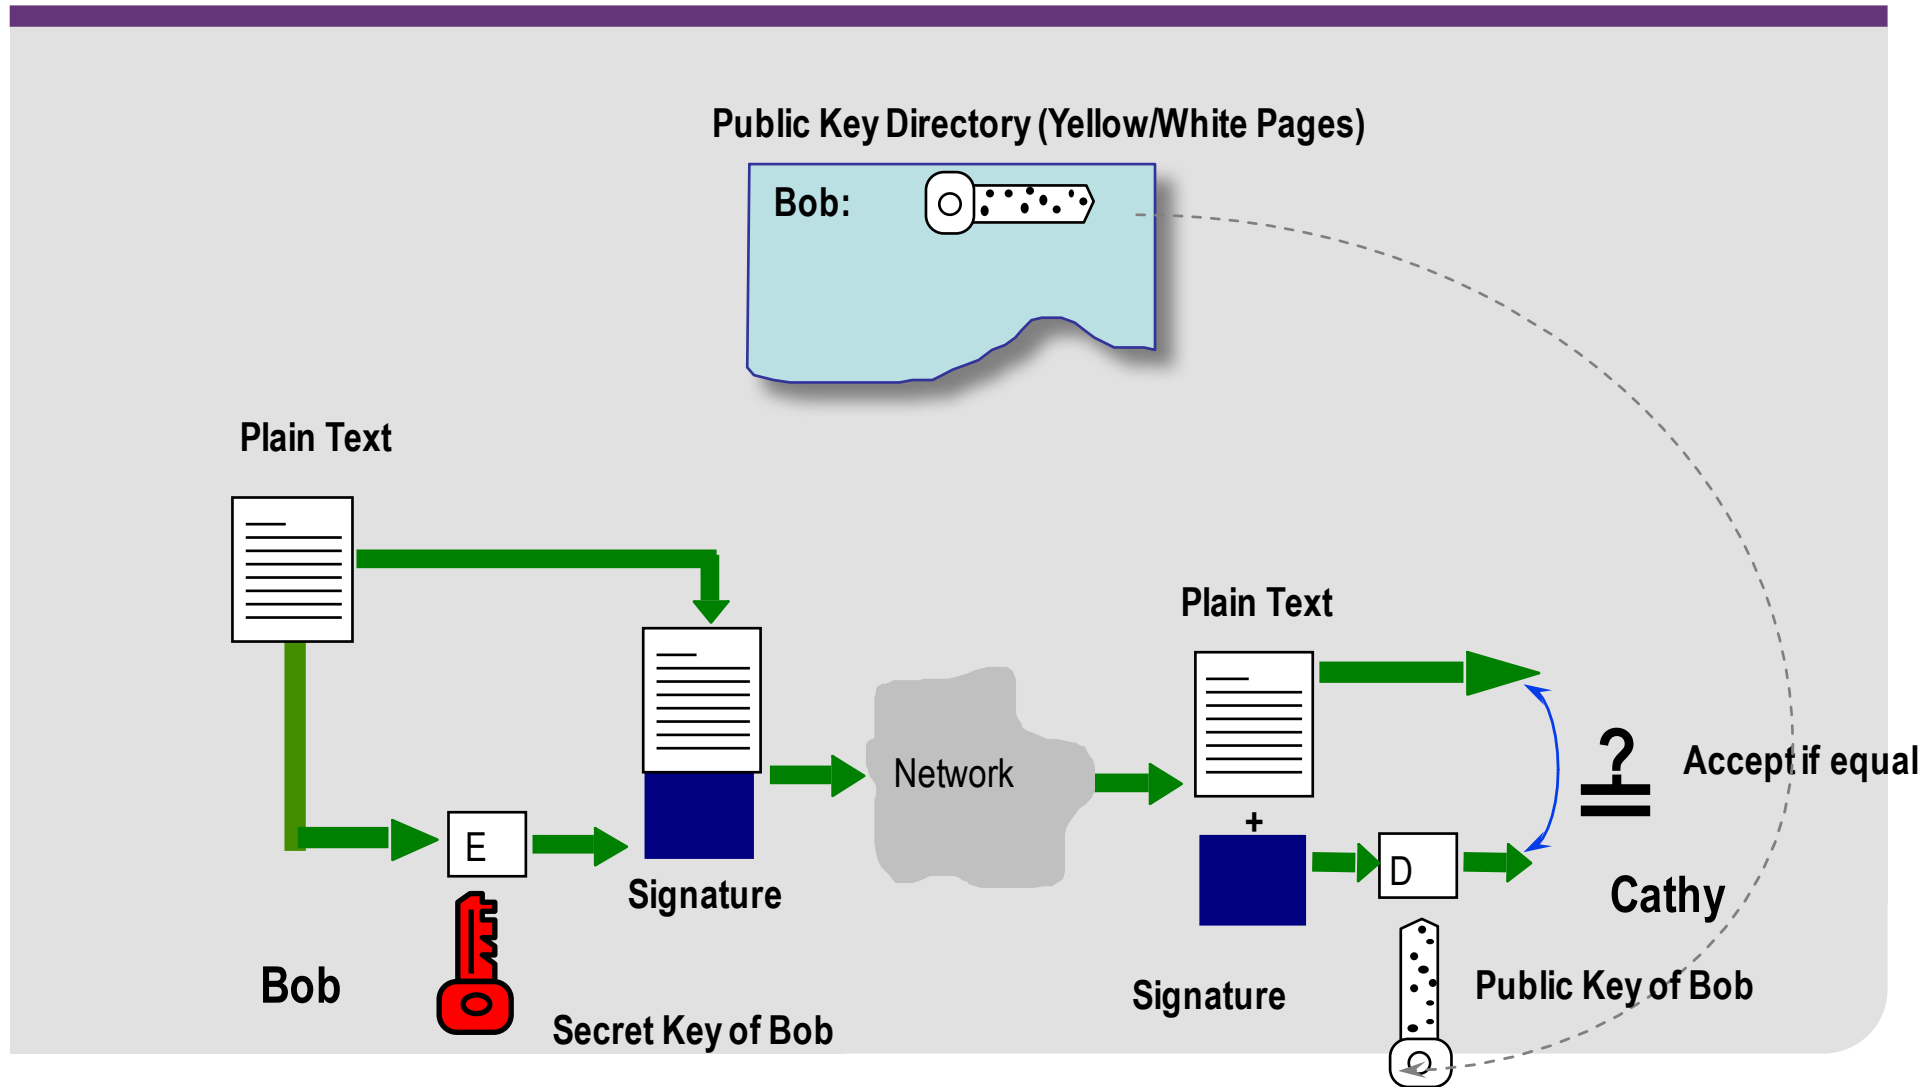 Public Key Directory (Yellow/White Pages)
Bob:
Plain Text
E
Signature
Bob
Secret Key of Bob
Network
Plain Text
+
D
Signature
?
=
Accept if equal
Cathy
Public Key of Bob